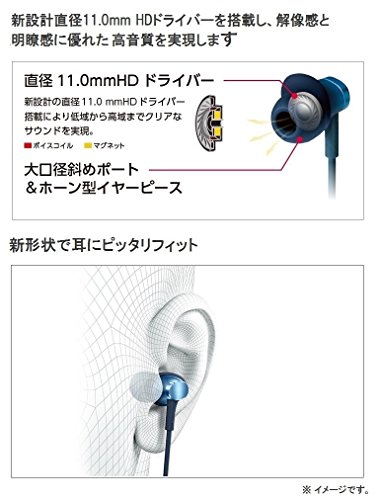 新設計直径11.0mm HDドライバーを搭載し、解像感と
明瞭感に優れた高音質を実現します
直径 11.0mmHD ドライバー
新設計の直径 11.0 mmHD ドライバー
搭載により低域から高域までクリアな
サウンドを実現。
ボイスコイル マグネット
大口径斜めポート
＆ホーン型イヤーピース
新形状で耳にピッタリフィット
※ イメージです。